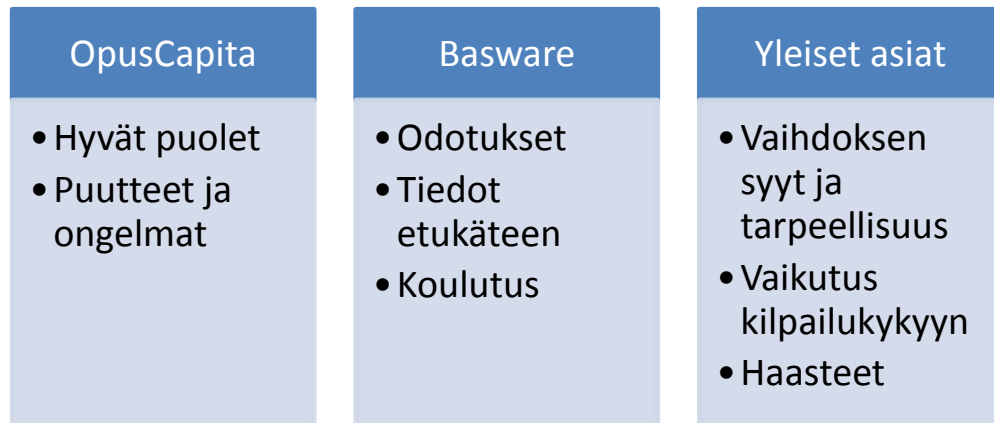 OpusCapita
• Hyvät puolet
• Puutteet ja
ongelmat
Basware
• Odotukset
• Tiedot
etukäteen
• Koulutus
Yleiset asiat
• Vaihdoksen
syyt ja
tarpeellisuus
• Vaikutus
kilpailukykyyn
• Haasteet